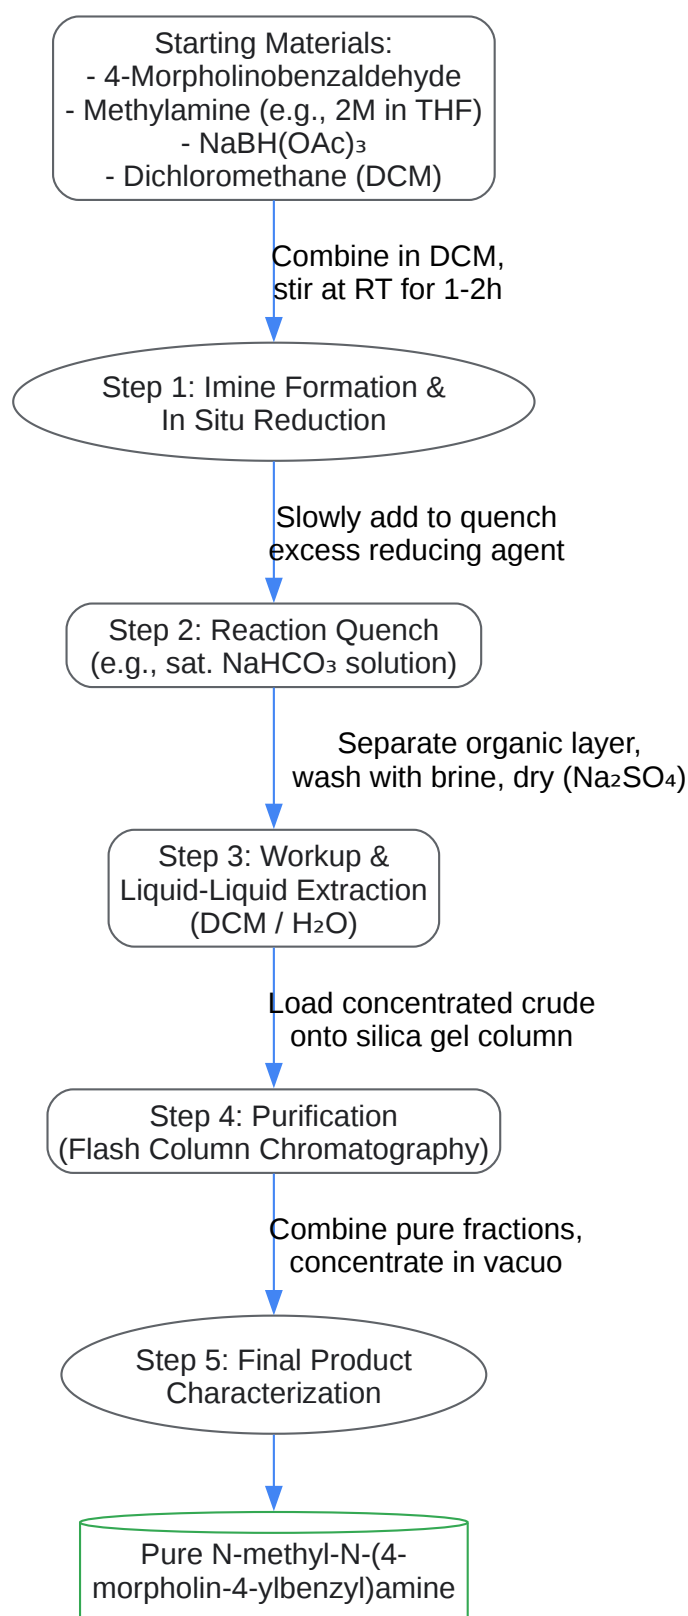 Starting Materials:
- 4-Morpholinobenzaldehyde
- Methylamine (e.g., 2M in THF)
- NaBH(OAc)₃
- Dichloromethane (DCM)
Combine in DCM,
stir at RT for 1-2h
Step 1: Imine Formation &
In Situ Reduction
Slowly add to quench
excess reducing agent
Step 2: Reaction Quench
(e.g., sat. NaHCO₃ solution)
Separate organic layer,
wash with brine, dry (Na₂SO₄)
Step 3: Workup &
Liquid-Liquid Extraction
(DCM / H₂O)
Load concentrated crude
onto silica gel column
Step 4: Purification
(Flash Column Chromatography)
Combine pure fractions,
concentrate in vacuo
Step 5: Final Product
Characterization
Pure N-methyl-N-(4-
morpholin-4-ylbenzyl)amine